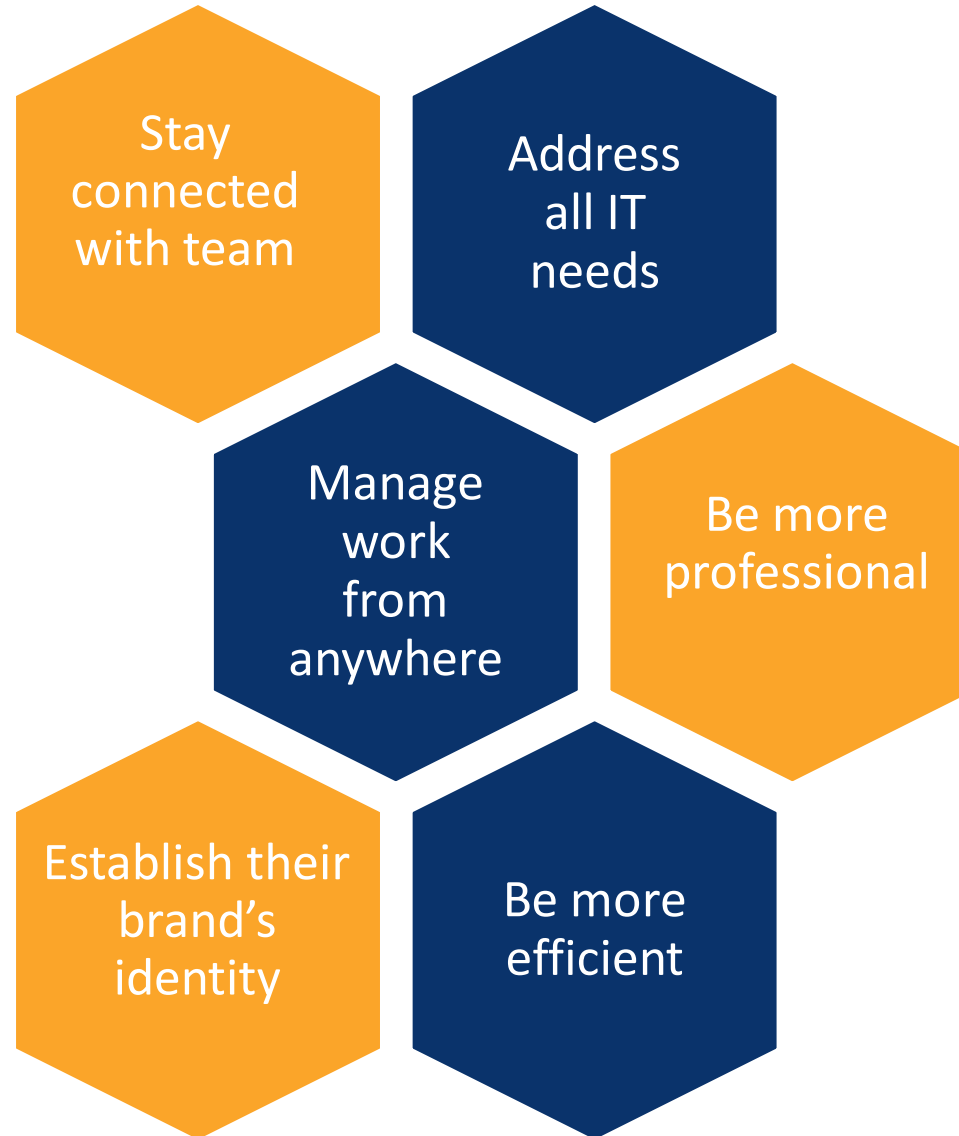 Stay
connected
with team
Address
all IT
needs
Manage
work
from
anywhere
Be more
professional
Establish their
brand’s
identity
Be more
efficient